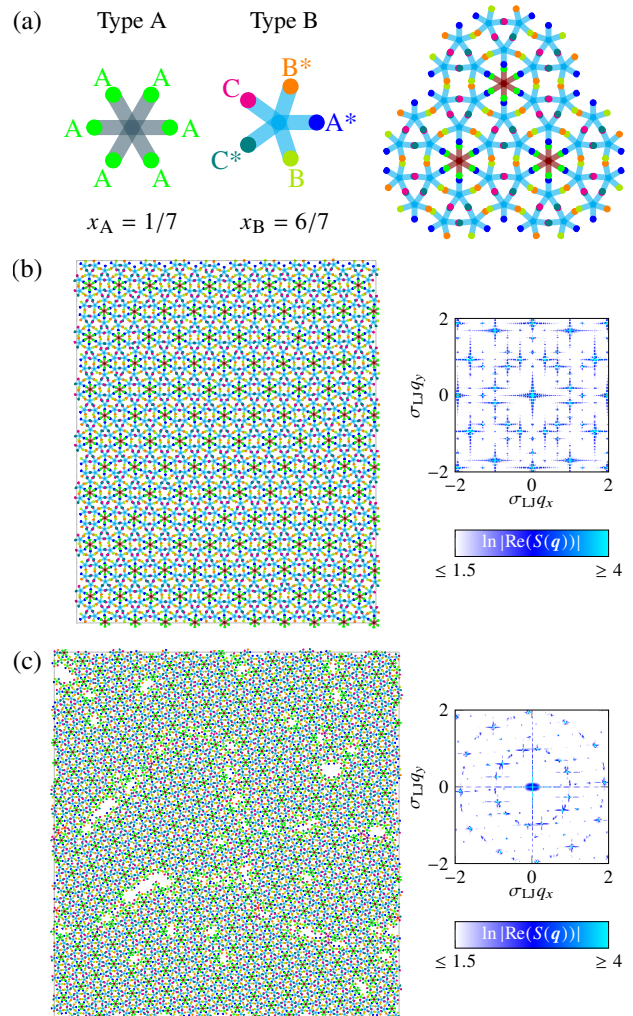 (a)
Type A
Type B
A
A
A
A
A
A
B*
C
A*
C*
B
x_A = 1/7
x_B = 6/7
(b)
2
σ_LJ q_y
−2
−2 0 2
σ_LJ q_x
ln |Re(S(q))|
≤ 1.5 ≥ 4
(c)
2
0
σ_LJ q_y
−2
−2 0 2
σ_LJ q_x
ln |Re(S(q))|
≤ 1.5 ≥ 4